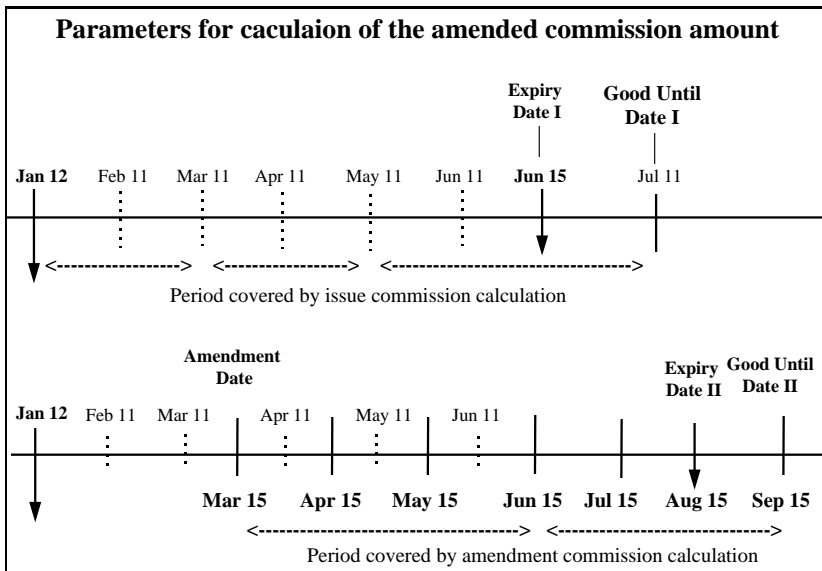 Parameters for caculaion of the amended commission amount
Expiry
Date I
Good Until
Date I
Jan 12 Feb 11 Mar 11 Apr 11 May 11 Jun 11 Jun 15 Jul 11
Period covered by issue commission calculation
Amendment
Date
Expiry
Date II
Good Until
Date II
Jan 12 Feb 11 Mar 11 Apr 11 May 11 Jun 11
Mar 15 Apr 15 May 15 Jun 15 Jul 15 Aug 15 Sep 15
Period covered by amendment commission calculation